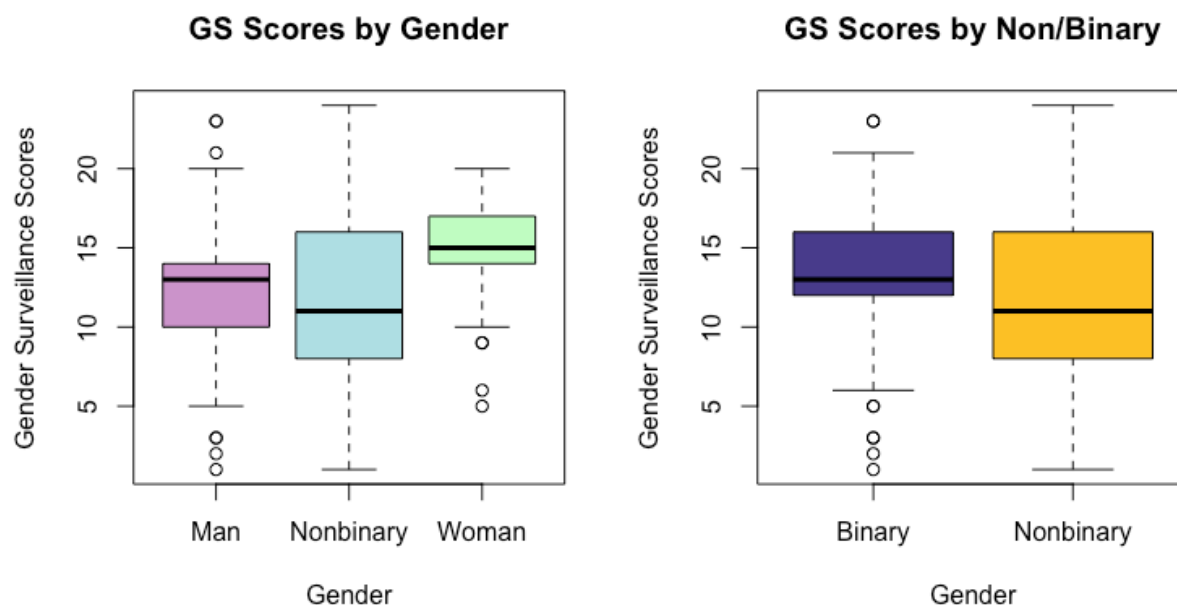 GS Scores by Gender
Gender Surveillance Scores
20
15
10
5
Man Nonbinary Woman
Gender
GS Scores by Non/Binary
Gender Surveillance Scores
20
15
10
5
Binary Nonbinary
Gender